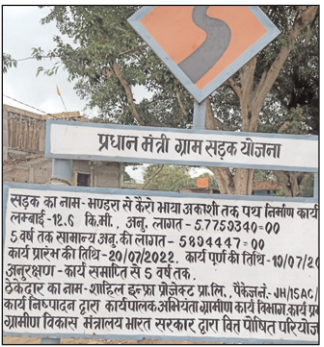 प्रधान मंत्री ग्राम सड़क योजना
सड़क का नाम- भण्डरा से कैरो भाया अकाशी तक पथ निर्माण कार्य
लम्बाई-12.6 कि.मी., अनु. लागत-57759340=00
5 वर्ष तक सामान्य अनु. की लागत-5894447=00
कार्य प्रारंभ की तिथि-20/07/2022. कार्य पूर्ण की तिथि-19/07/20
अनुरक्षण-कार्य समाप्ति से 5 वर्ष तक.
ठेकेदार का नाम-शाहिल इन्फ्रा प्रोजेक्ट प्रा.लि., पैकेज नं.-JH/15AC/
कार्य निष्पादन द्वारा कार्यपालक अभियंता ग्रामीण कार्य विभाग, कार्य प्र
ग्रामीण विकास मंत्रालय भारत सरकार द्वारा वित पोषित परियोज